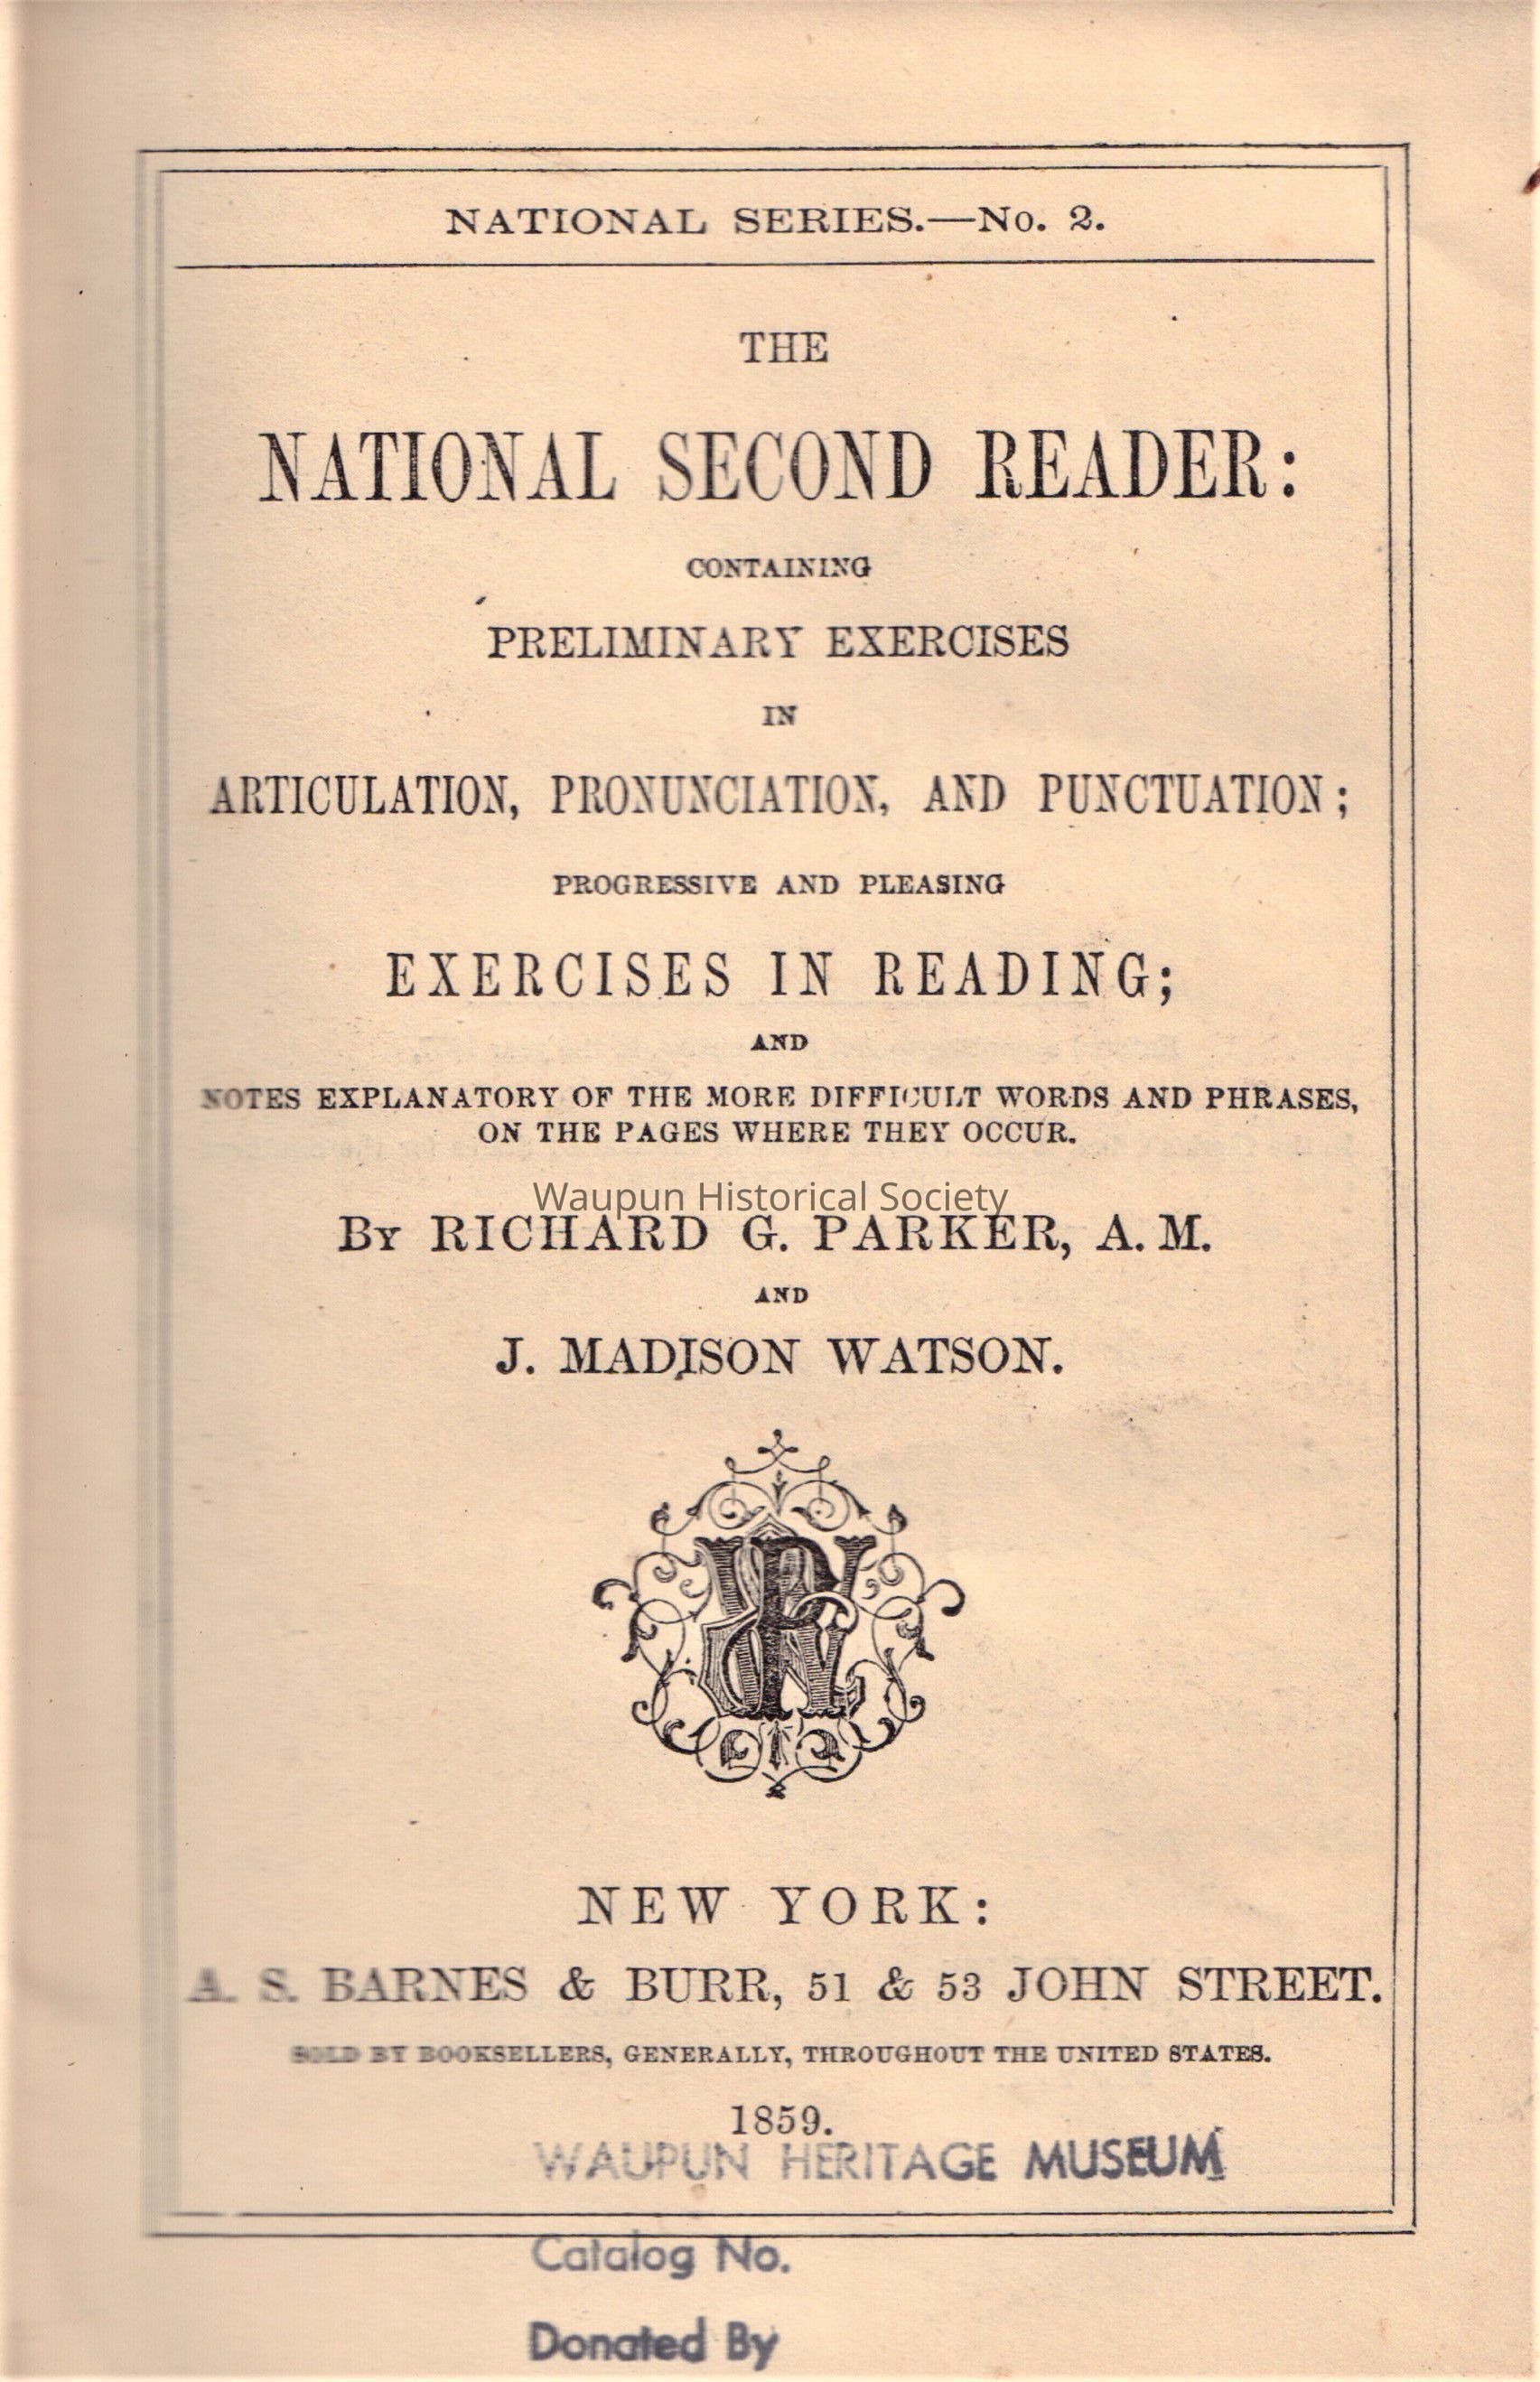 NATIONAL SERIES.—No. 2.
THE
NATIONAL SECOND READER:
CONTAINING
PRELIMINARY EXERCISES
IN
ARTICULATION, PRONUNCIATION, AND PUNCTUATION;
PROGRESSIVE AND PLEASING
EXERCISES IN READING;
AND
NOTES EXPLANATORY OF THE MORE DIFFICULT WORDS AND PHRASES,
ON THE PAGES WHERE THEY OCCUR.
Waupun Historical Society
By RICHARD G. PARKER, A. M.
AND
J. MADISON WATSON.
NEW YORK:
A. S. BARNES & BURR, 51 & 53 JOHN STREET.
SOLD BY BOOKSELLERS, GENERALLY, THROUGHOUT THE UNITED STATES.
1859.
WAUPUN HERITAGE MUSEUM
Catalog No.
Donated By